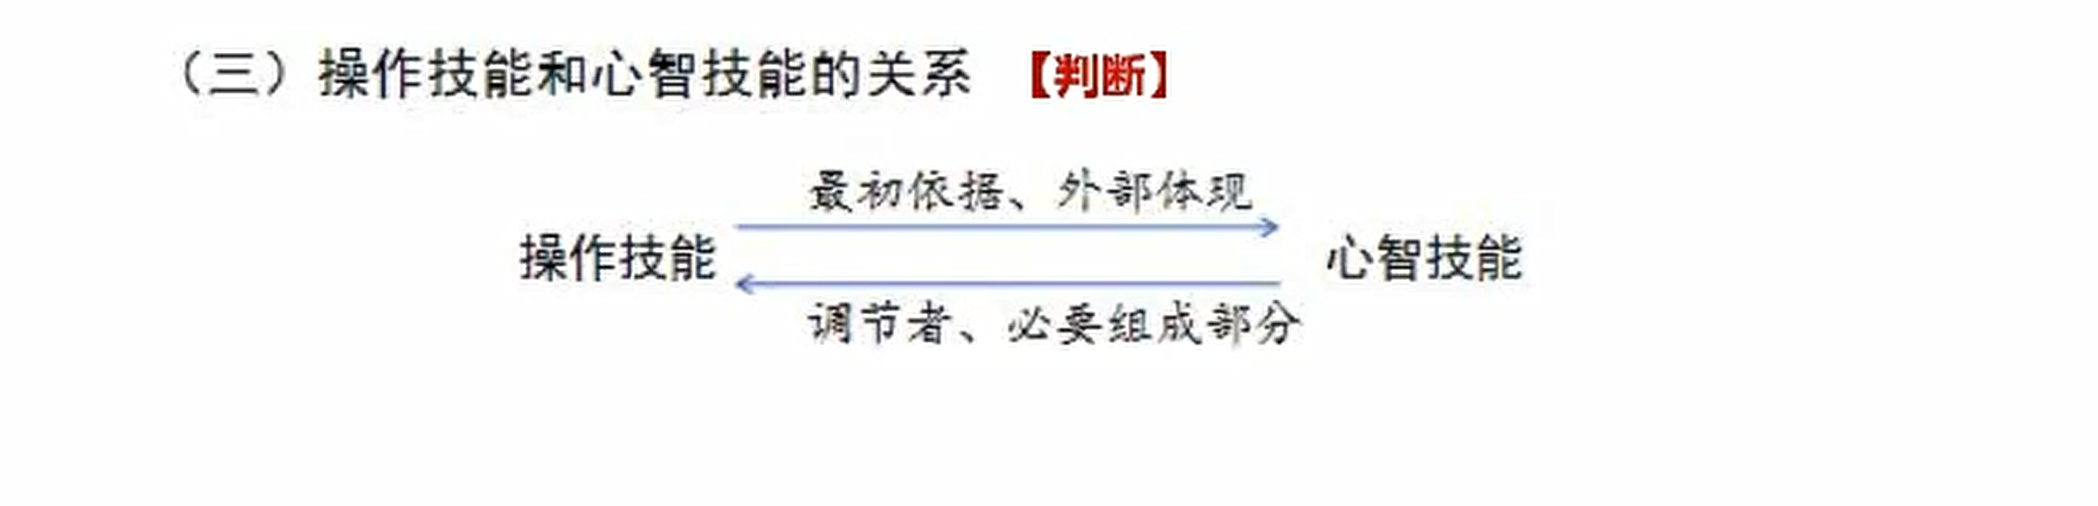 （三）操作技能和心智技能的关系 【判断】
最初依据、外部体现
操作技能 心智技能
调节者、必要组成部分